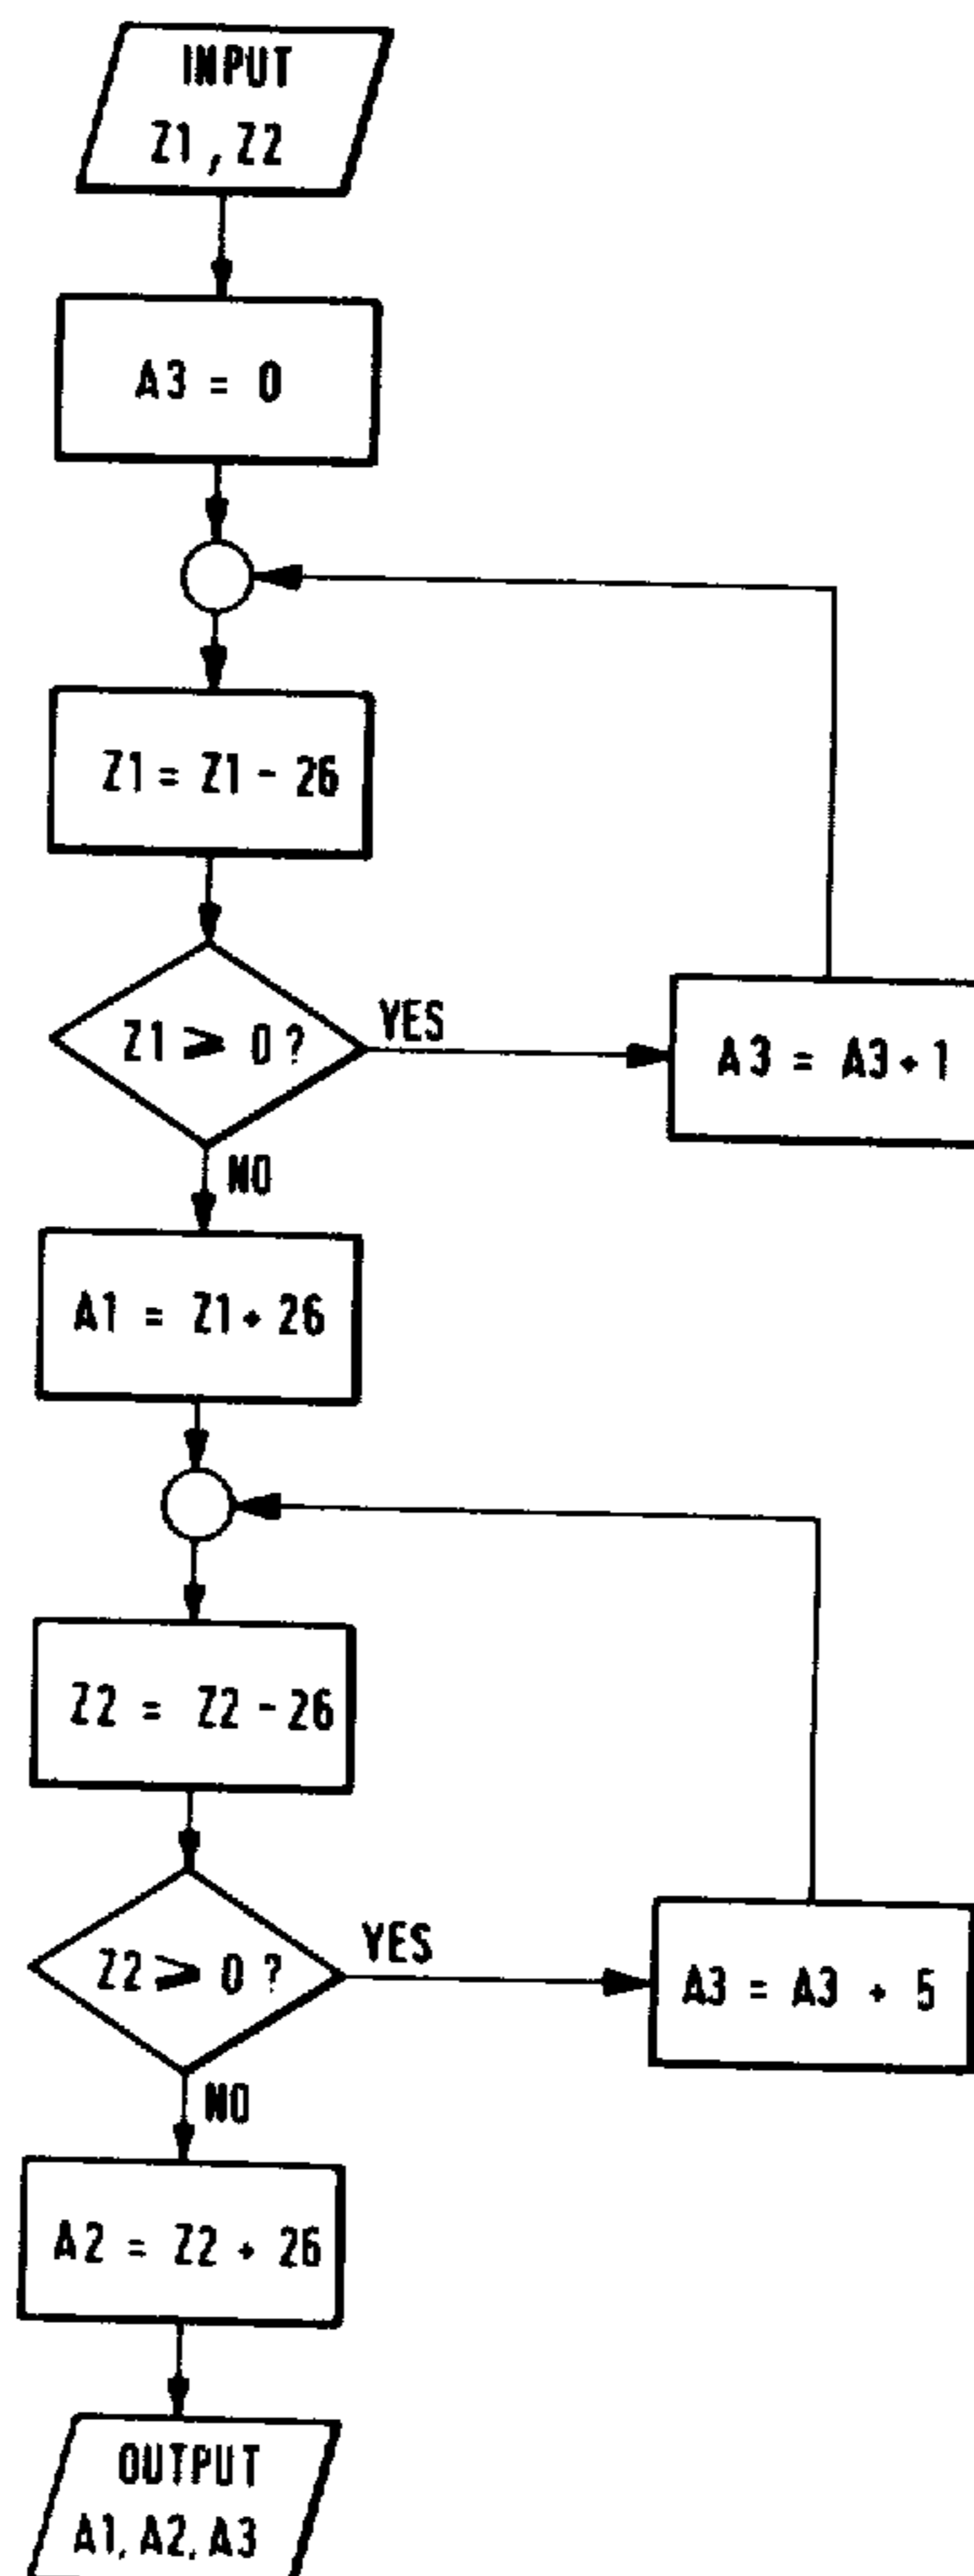 INPUT
Z1, Z2
A3 = 0
Z1 = Z1 - 26
Z1 ⩾ 0 ?
YES
A3 = A3 + 1
NO
A1 = Z1 + 26
Z2 = Z2 - 26
Z2 ⩾ 0 ?
YES
A3 = A3 + 5
NO
A2 = Z2 + 26
OUTPUT
A1, A2, A3